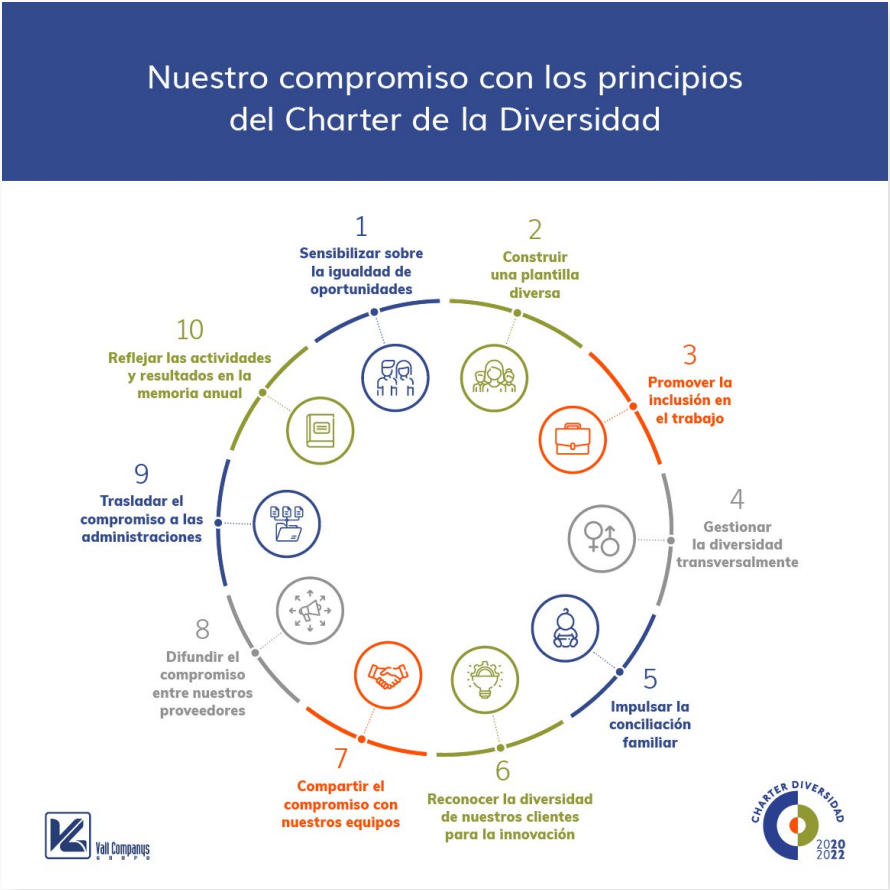 Nuestro compromiso con los principios
del Charter de la Diversidad
1
Sensibilizar sobre
la igualdad de
oportunidades
2
Construir
una plantilla
diversa
3
Promover la
inclusión en
el trabajo
4
Gestionar
la diversidad
transversalmente
5
Impulsar la
conciliación
familiar
6
Reconocer la diversidad
de nuestros clientes
para la innovación
7
Compartir el
compromiso con
nuestros equipos
8
Difundir el
compromiso
entre nuestros
proveedores
9
Trasladar el
compromiso a las
administraciones
10
Reflejar las actividades
y resultados en la
memoria anual
Vall Companys
GRUPO
CHARTER DIVERSIDAD
2020
2022